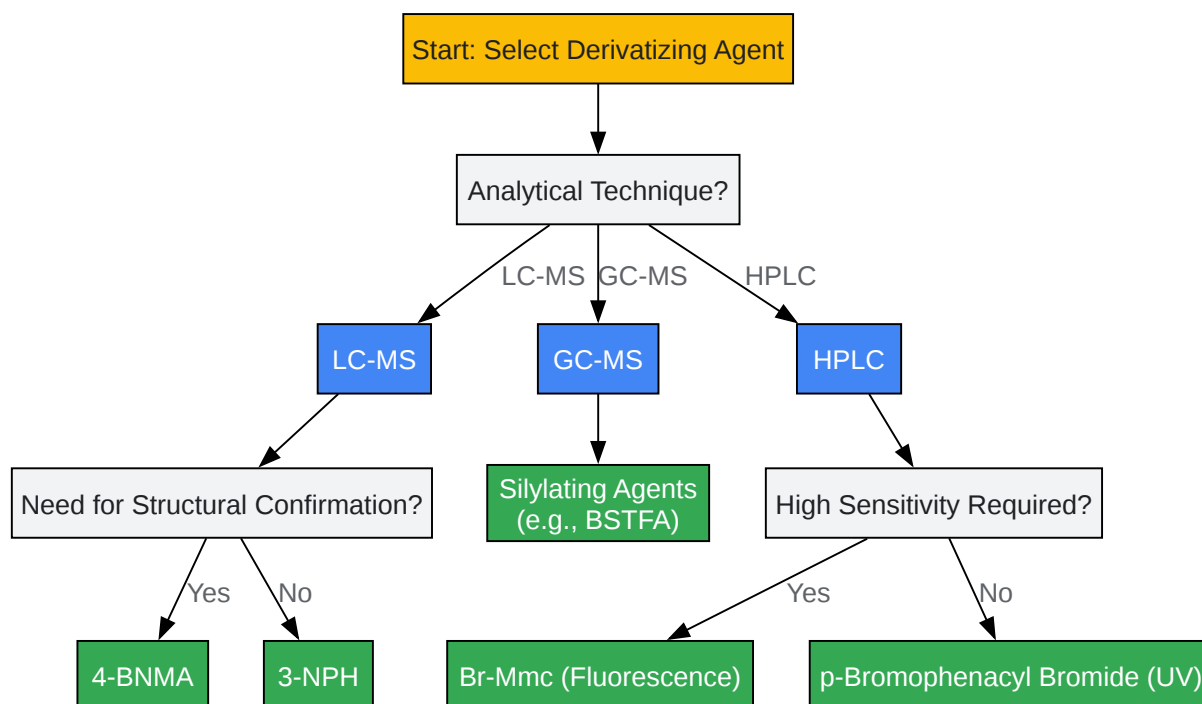 Start: Select Derivatizing Agent
Analytical Technique?
LC-MS
GC-MS
HPLC
LC-MS
GC-MS
HPLC
Need for Structural Confirmation?
Silylating Agents
(e.g., BSTFA)
High Sensitivity Required?
Yes
No
Yes
No
4-BNMA
3-NPH
Br-Mmc (Fluorescence)
p-Bromophenacyl Bromide (UV)